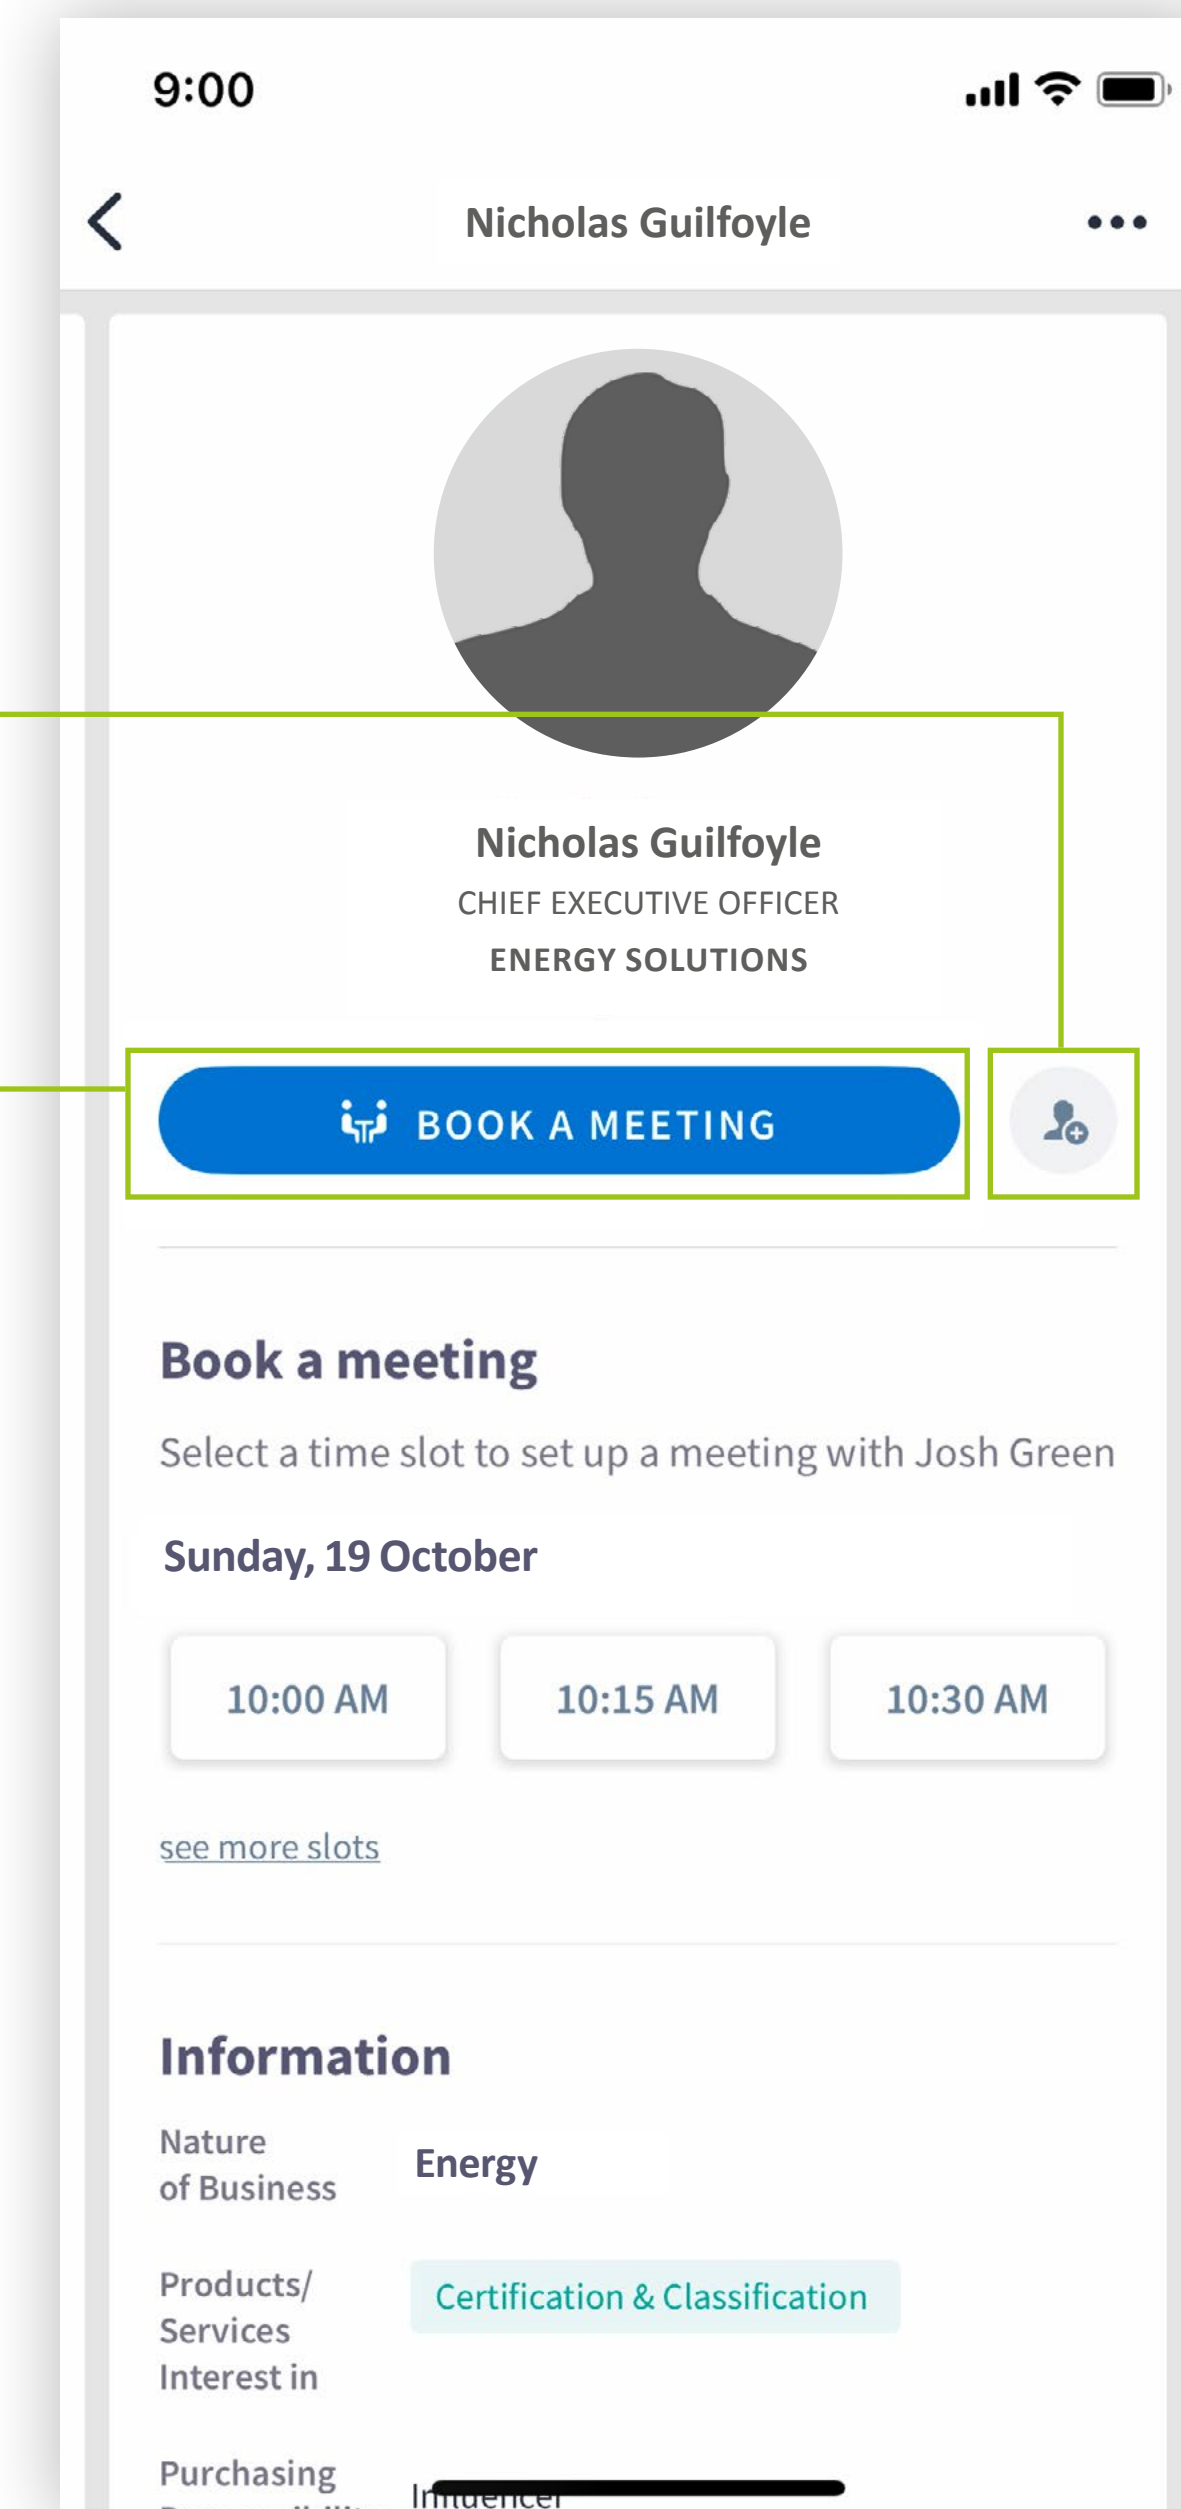 9:00
Nicholas Guilfoyle
Nicholas Guilfoyle
CHIEF EXECUTIVE OFFICER
ENERGY SOLUTIONS
BOOK A MEETING
Book a meeting
Select a time slot to set up a meeting with Josh Green
Sunday, 19 October
10:00 AM 10:15 AM 10:30 AM
see more slots
Information
Nature
of Business
Energy
Products/
Services
Interest in
Certification & Classification
Purchasing